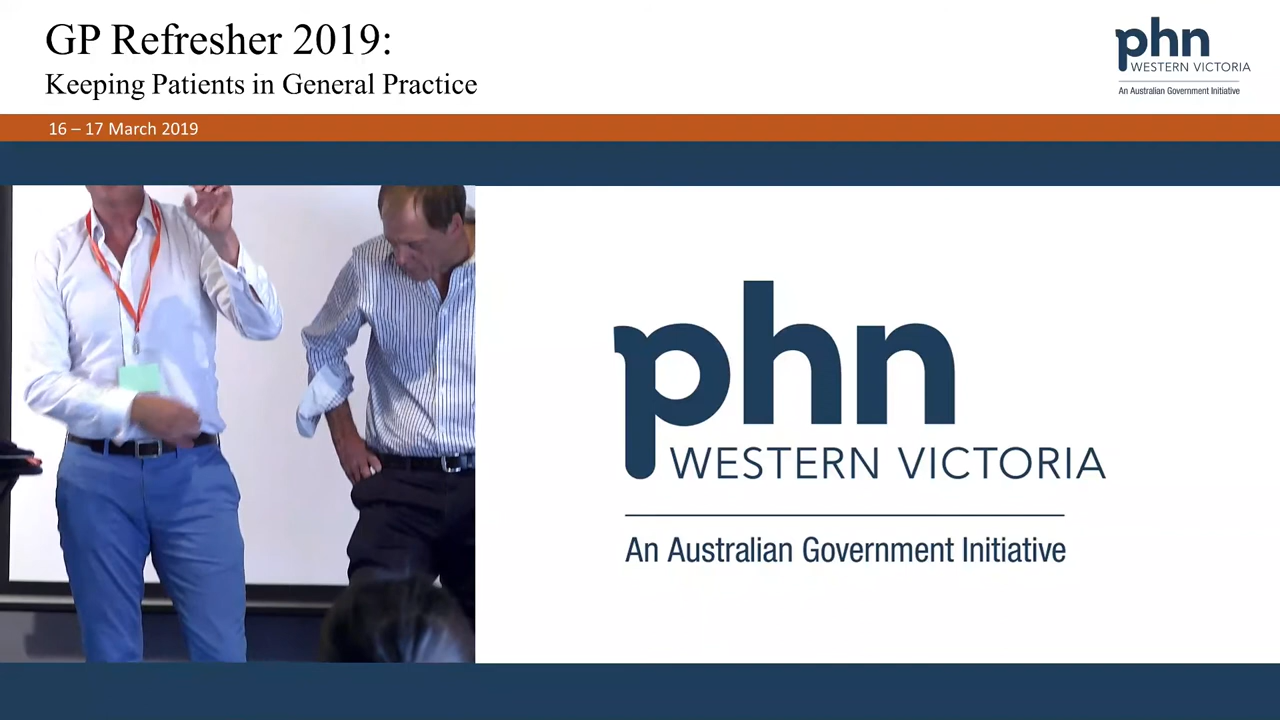 GP Refresher 2019:
Keeping Patients in General Practice
phn
WESTERN VICTORIA
An Australian Government Initiative
16 – 17 March 2019
phn
WESTERN VICTORIA
An Australian Government Initiative